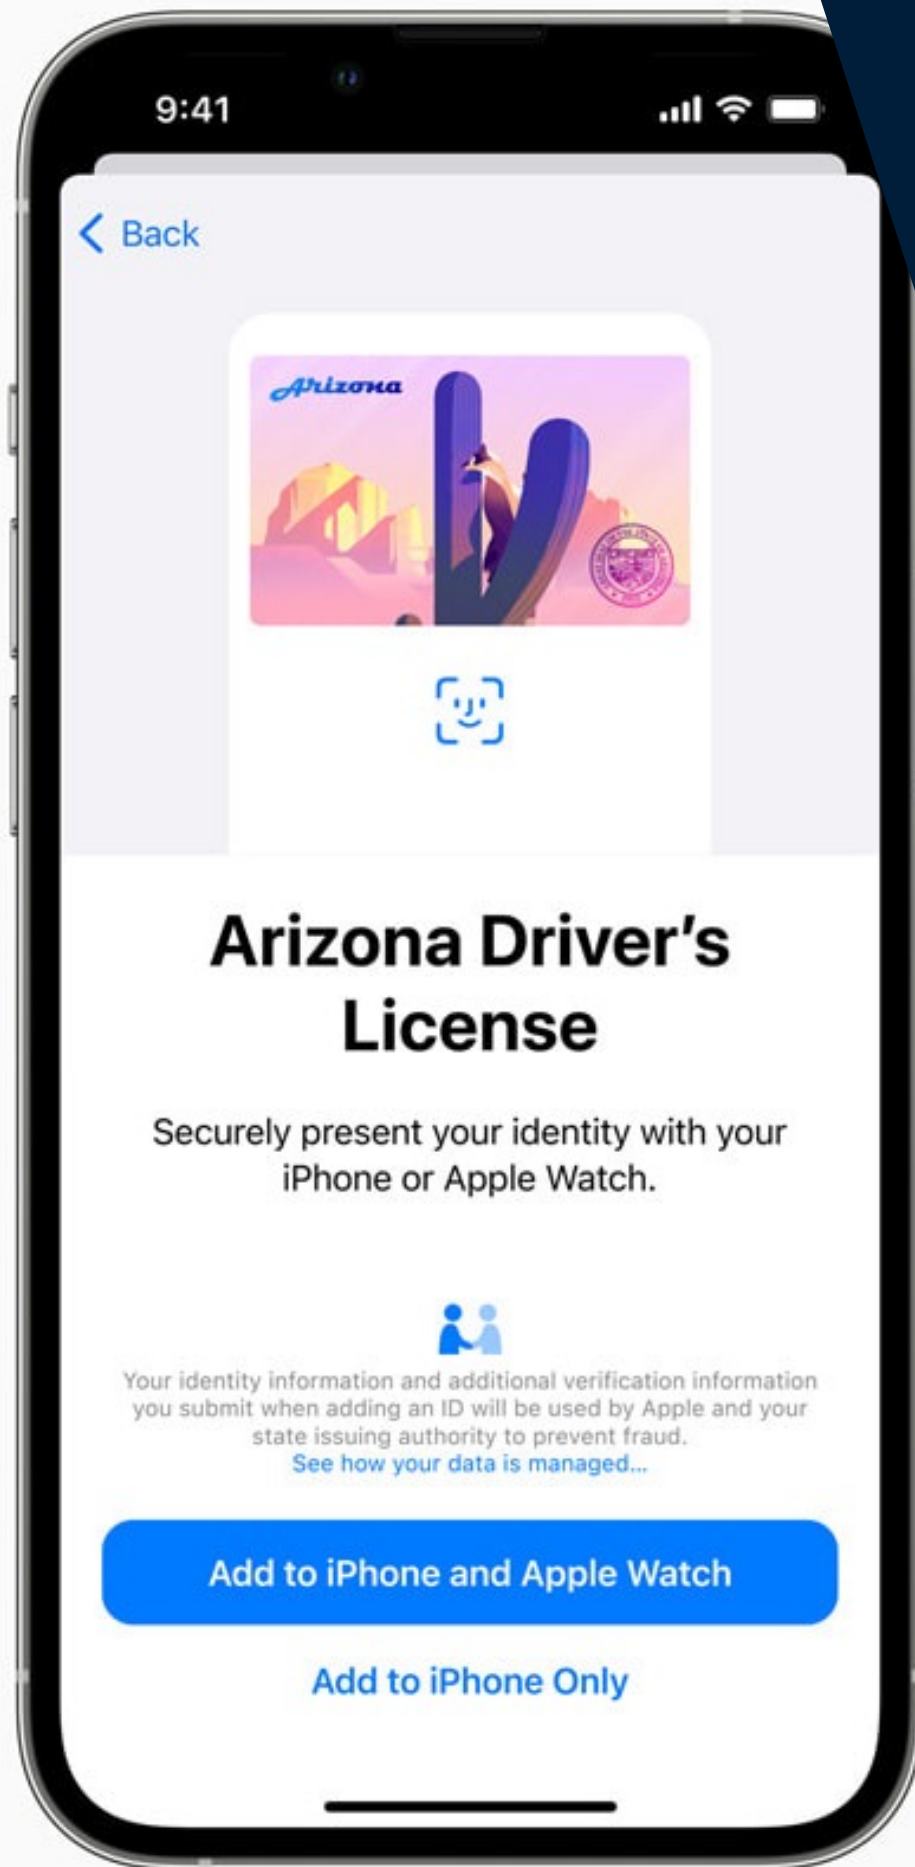 9:41
Back
Arizona
Arizona Driver's
License
Securely present your identity with your
iPhone or Apple Watch.
Your identity information and additional verification information
you submit when adding an ID will be used by Apple and your
state issuing authority to prevent fraud.
See how your data is managed...
Add to iPhone and Apple Watch
Add to iPhone Only